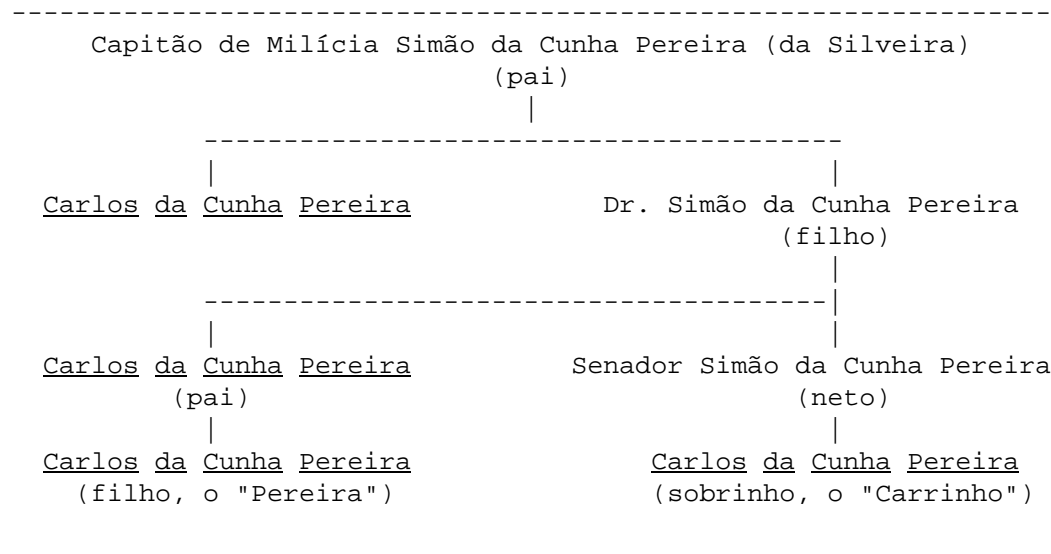 Capitão de Milícia Simão da Cunha Pereira (da Silveira)
(pai)
Carlos da Cunha Pereira Dr. Simão da Cunha Pereira
(filho)
Carlos da Cunha Pereira Senador Simão da Cunha Pereira
(pai) (neto)
Carlos da Cunha Pereira Carlos da Cunha Pereira
(filho, o "Pereira") (sobrinho, o "Carrinho")